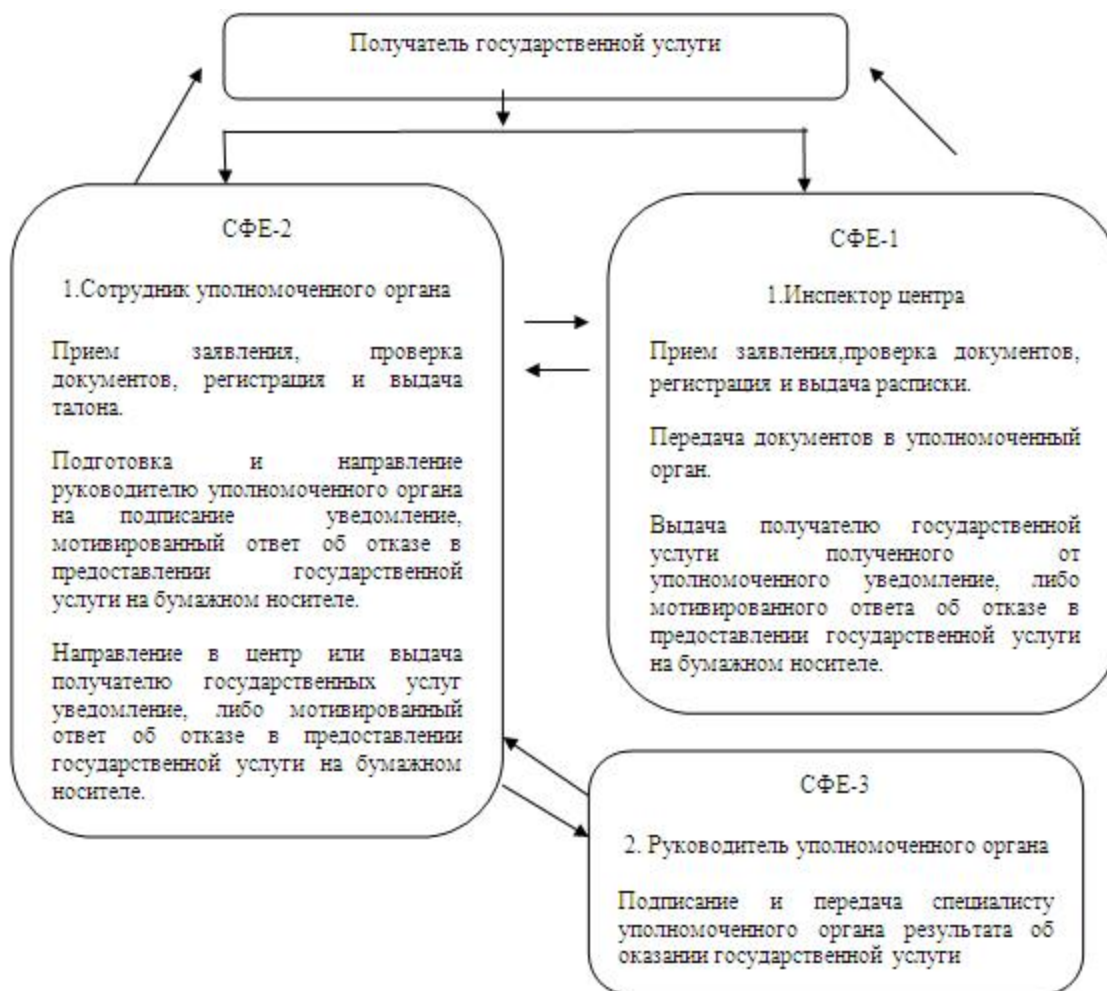 Получатель государственной услуги
СФЕ-2
1.Сотрудник уполномоченного органа
Прием заявления, проверка
документов, регистрация и выдача
талона.
Подготовка и направление
руководителю уполномоченного органа
на подписание уведомление,
мотивированный ответ об отказе в
предоставлении государственной
услуги на бумажном носителе.
Направление в центр или выдача
получателю государственных услуг
уведомление, либо мотивированный
ответ об отказе в предоставлении
государственной услуги на бумажном
носителе.
СФЕ-1
1.Инспектор центра
Прием заявления,проверка документов,
регистрация и выдача расписки.
Передача документов в уполномоченный
орган.
Выдача получателю государственной
услуги полученного от
уполномоченного уведомление, либо
мотивированного ответа об отказе в
предоставлении государственной услуги
на бумажном носителе.
СФЕ-3
2. Руководитель уполномоченного органа
Подписание и передача специалисту
уполномоченного органа результата об
оказании государственной услуги